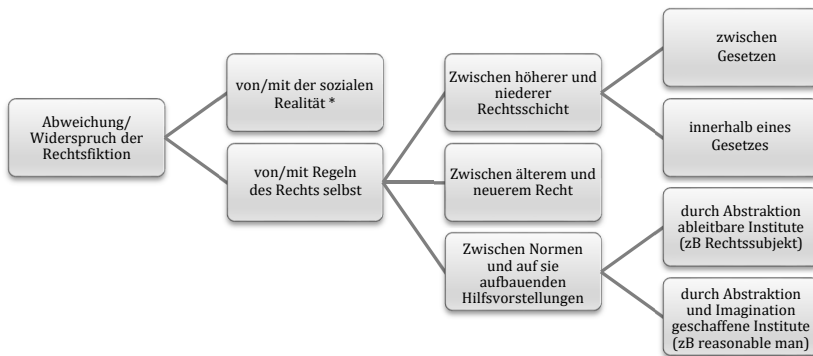 Abweichung/
Widerspruch der
Rechtsfiktion
von/mit der sozialen
Realität *
von/mit Regeln
des Rechts selbst
Zwischen höherer und
niederer
Rechtsschicht
Zwischen älterem und
neuerem Recht
Zwischen Normen
und auf sie
aufbauenden
Hilfsvorstellungen
zwischen
Gesetzen
innerhalb eines
Gesetzes
durch Abstraktion
ableitbare Institute
(zB Rechtssubjekt)
durch Abstraktion
und Imagination
geschaffene Institute
(zB reasonable man)